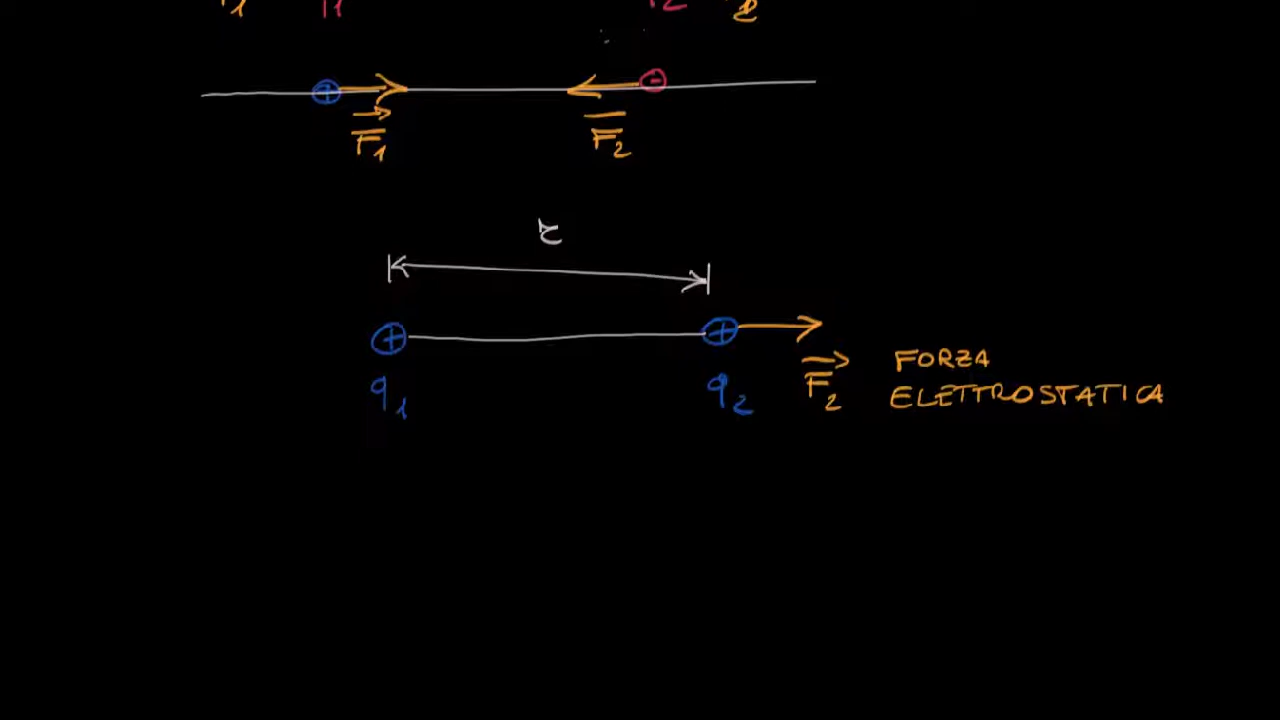 + -
F₁ F₂
r
+ +
q₁ q₂ F₂ FORZA
ELETTROSTATICA